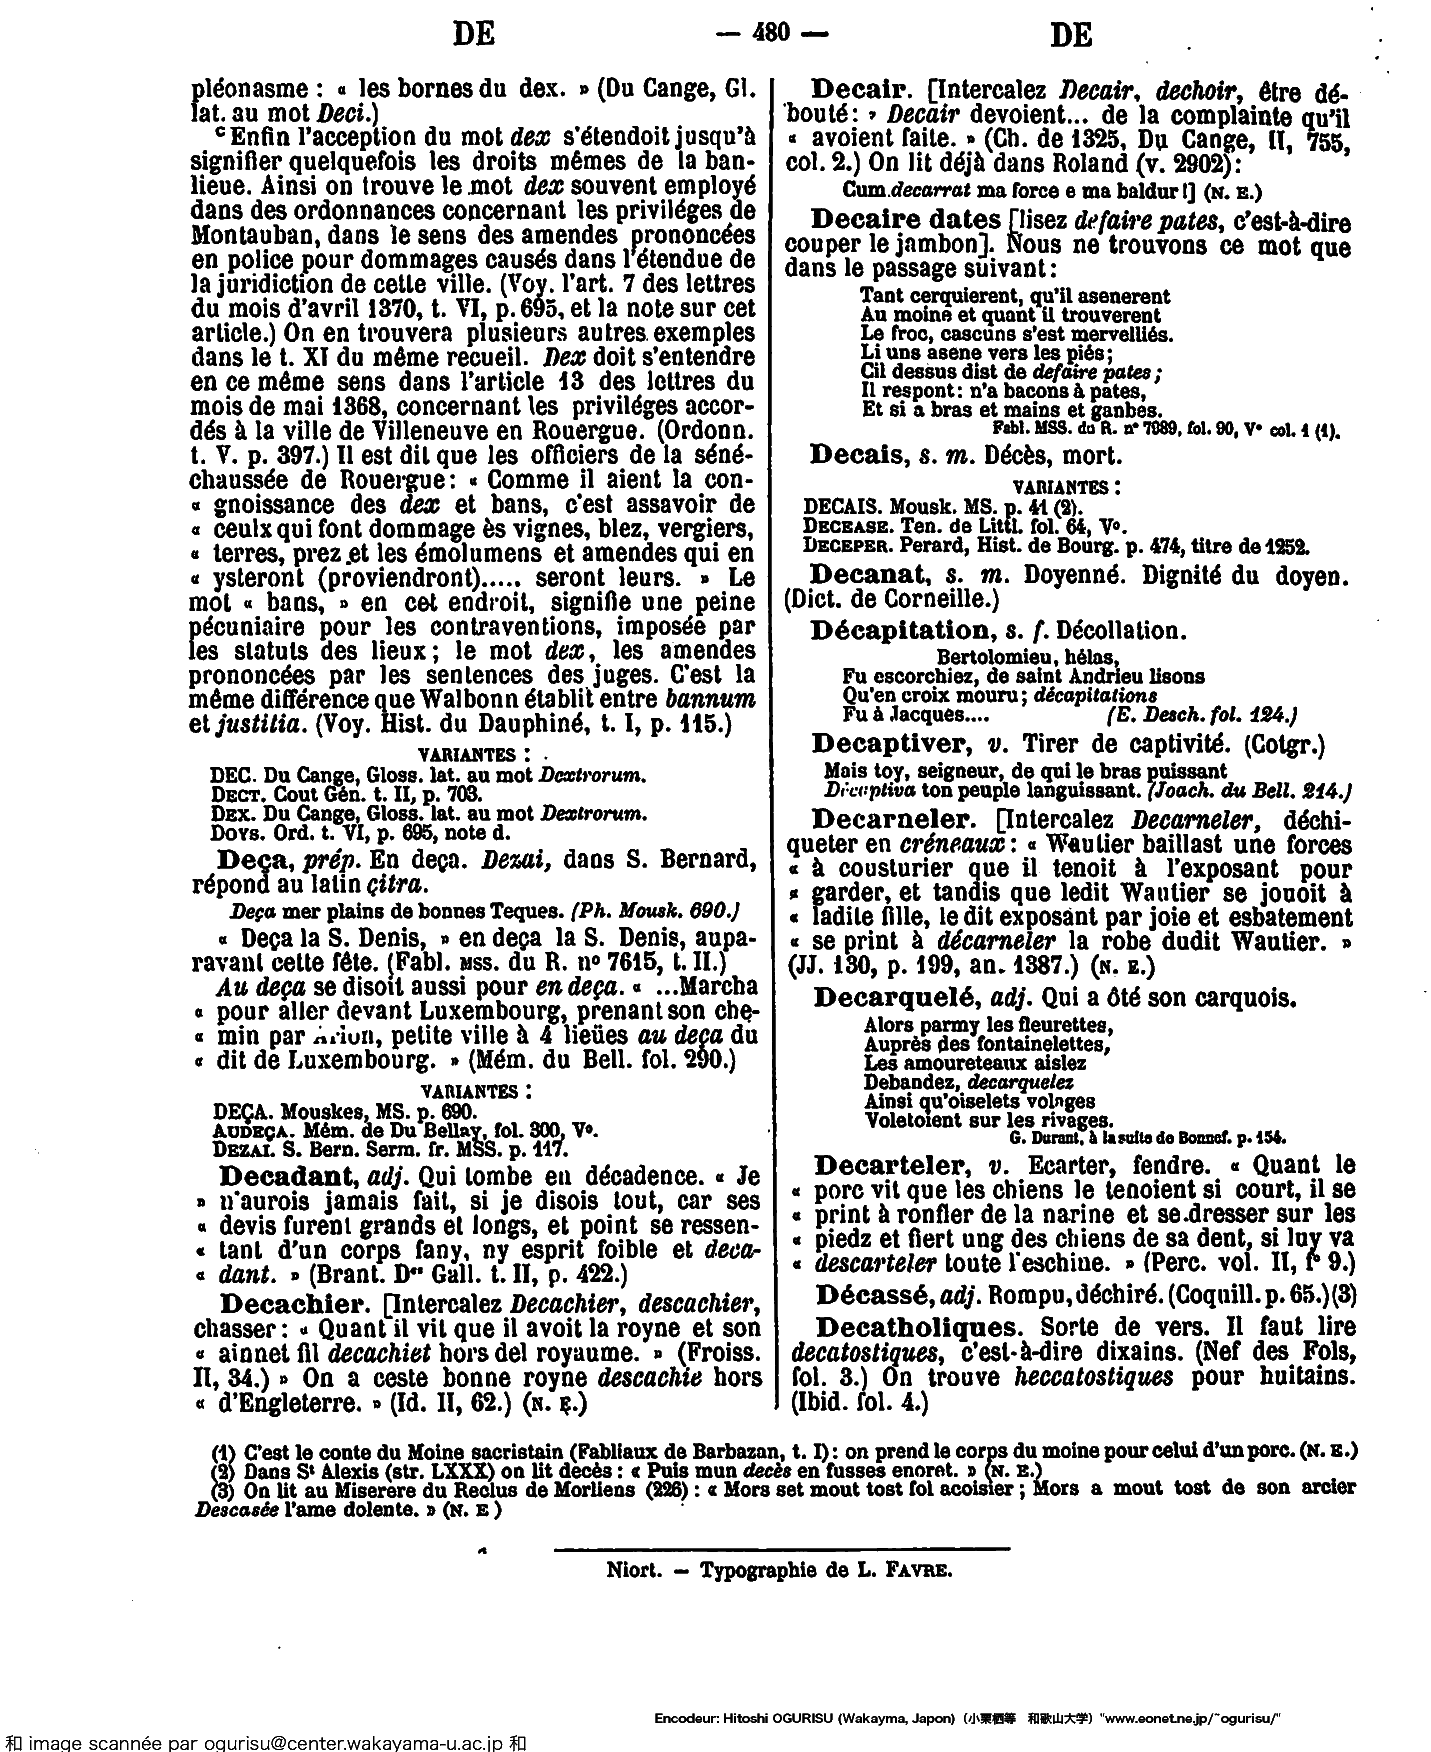 DE — 480 — DE
pléonasme : « les bornes du dex. » (Du Cange, Gl.
lat. au mot Deci.)
Enfin l'acception du mot dex s'étendoit jusqu'à
signifier quelquefois les droits mêmes de la ban-
lieue. Ainsi on trouve le mot dex souvent employé
dans des ordonnances concernant les priviléges de
Montauban, dans le sens des amendes prononcées
en police pour dommages causés dans l'étendue de
la juridiction de cette ville. (Voy. l'art. 7 des lettres
du mois d'avril 1370, t. VI, p. 695, et la note sur cet
article.) On en trouvera plusieurs autres exemples
dans le t. XI du même recueil. Dex doit s'entendre
en ce même sens dans l'article 13 des lettres du
mois de mai 1368, concernant les priviléges accor-
dés à la ville de Villeneuve en Rouergue. (Ordonn.
t. V. p. 397.) Il est dit que les officiers de la séné-
chaussée de Rouergue : « Comme il aient la con-
« gnoissance des dex et bans, c'est assavoir de
« ceulx qui font dommage ès vignes, blez, vergiers,
« terres, prez et les émolumens et amendes qui en
« ysteront (proviendront)..... seront leurs. » Le
mot « bans, » en cet endroit, signifie une peine
pécuniaire pour les contraventions, imposée par
les statuts des lieux ; le mot dex, les amendes
prononcées par les sentences des juges. C'est la
même différence que Walbonn établit entre bannum
et justitia. (Voy. Hist. du Dauphiné, t. I, p. 115.)
VARIANTES :
DEC. Du Cange, Gloss. lat. au mot Dextrorum.
DECT. Cout Gén. t. II, p. 703.
DEX. Du Cange, Gloss. lat. au mot Dextrorum.
DOYS. Ord. t. VI, p. 695, note d.
Deça, prép. En deça. Dezai, dans S. Bernard,
répond au latin çitra.
Deça mer plains de bonnes Teques. (Ph. Mousk. 690.)
« Deça la S. Denis, » en deça la S. Denis, aupa-
ravant cette fête. (Fabl. MSS. du R. nº 7615, t. II.)
Au deça se disoit aussi pour en deça. « ...Marcha
« pour aller devant Luxembourg, prenant son che-
« min par Arlon, petite ville à 4 lieües au deça du
« dit de Luxembourg. » (Mém. du Bell. fol. 290.)
VARIANTES :
DEÇA. Mouskes, MS. p. 690.
AUDEÇA. Mém. de Du Bellay, fol. 300, Vº.
DEZAI. S. Bern. Serm. fr. MSS. p. 117.
Decadant, adj. Qui tombe en décadence. « Je
» n'aurois jamais fait, si je disois tout, car ses
« devis furent grands et longs, et point se ressen-
« tant d'un corps fany, ny esprit foible et deca-
« dant. » (Brant. Des Gall. t. II, p. 422.)
Decachier. [Intercalez Decachier, descachier,
chasser : « Quant il vit que il avoit la royne et son
« ainnet fil decachiet hors del royaume. » (Froiss.
II, 34.) » On a ceste bonne royne descachie hors
« d'Engleterre. » (Id. II, 62.) (N. E.)
Decair. [Intercalez Decair, dechoir, être dé-
bouté : » Decair devoient... de la complainte qu'il
« avoient faite. » (Ch. de 1325, Du Cange, II, 755,
col. 2.) On lit déjà dans Roland (v. 2902) :
Cum decarrat ma force e ma baldur !] (N. E.)
Decaire dates [lisez defaire pates, c'est-à-dire
couper le jambon]. Nous ne trouvons ce mot que
dans le passage suivant :
Tant cerquierent, qu'il asenerent
Au moine et quant il trouverent
Le froc, cascuns s'est mervelliés.
Li uns asene vers les piés ;
Cil dessus dist de defaire pates ;
Il respont : n'a bacons à pates,
Et si a bras et mains et ganbes.
Fabl. MSS. du R. nº 7989, fol. 90, Vº col. 1 (1).
Decais, s. m. Décès, mort.
VARIANTES :
DECAIS. Mousk. MS. p. 41 (2).
DECEASE. Ten. de Littl. fol. 64, Vº.
DECEPER. Perard, Hist. de Bourg. p. 474, titre de 1252.
Decanat, s. m. Doyenné. Dignité du doyen.
(Dict. de Corneille.)
Décapitation, s. f. Décollation.
Bertolomieu, hélas,
Fu escorchiez, de saint Andrieu lisons
Qu'en croix mouru ; décapitations
Fu à Jacques.... (E. Desch. fol. 124.)
Decaptiver, v. Tirer de captivité. (Cotgr.)
Mais toy, seigneur, de qui le bras puissant
Decaptiva ton peuple languissant. (Joach. du Bell. 214.)
Decarneler. [Intercalez Decarneler, déchi-
queter en créneaux : « Wautier baillast une forces
« à cousturier que il tenoit à l'exposant pour
« garder, et tandis que ledit Wautier se jouoit à
« ladite fille, le dit exposant par joie et esbatement
« se print à décarneler la robe dudit Wautier. »
(JJ. 130, p. 199, an. 1387.) (N. E.)
Decarquelé, adj. Qui a ôté son carquois.
Alors parmy les fleurettes,
Auprès des fontainelettes,
Les amoureteaux aislez
Debandez, decarquelez
Ainsi qu'oiselets volages
Voletoient sur les rivages.
G. Durant, à la suite de Bonnef. p. 154.
Decarteler, v. Ecarter, fendre. « Quant le
« porc vit que les chiens le tenoient si court, il se
« print à ronfler de la narine et se dresser sur les
« piedz et fiert ung des chiens de sa dent, si luy va
« descarteler toute l'eschine. » (Perc. vol. II, fº 9.)
Décassé, adj. Rompu, déchiré. (Coquill. p. 65.) (3)
Decatholiques. Sorte de vers. Il faut lire
decatostiques, c'est-à-dire dixains. (Nef des Fols,
fol. 3.) On trouve heccatostiques pour huitains.
(Ibid. fol. 4.)
(1) C'est le conte du Moine sacristain (Fabliaux de Barbazan, t. I) : on prend le corps du moine pour celui d'un porc. (N. E.)
(2) Dans St Alexis (str. LXXX) on lit decès : « Puis mun decès en fusses enoret. » (N. E.)
(3) On lit au Miserere du Reclus de Morliens (226) : « Mors set mout tost fol acoisier ; Mors a mout tost de son arcier
Descasée l'ame dolente. » (N. E)
Niort. — Typographie de L. FAVRE.
Encodeur: Hitoshi OGURISU (Wakayma, Japon) (小栗栖等 和歌山大学) "www.eonet.ne.jp/~ogurisu/"
和 image scannée par ogurisu@center.wakayama-u.ac.jp 和